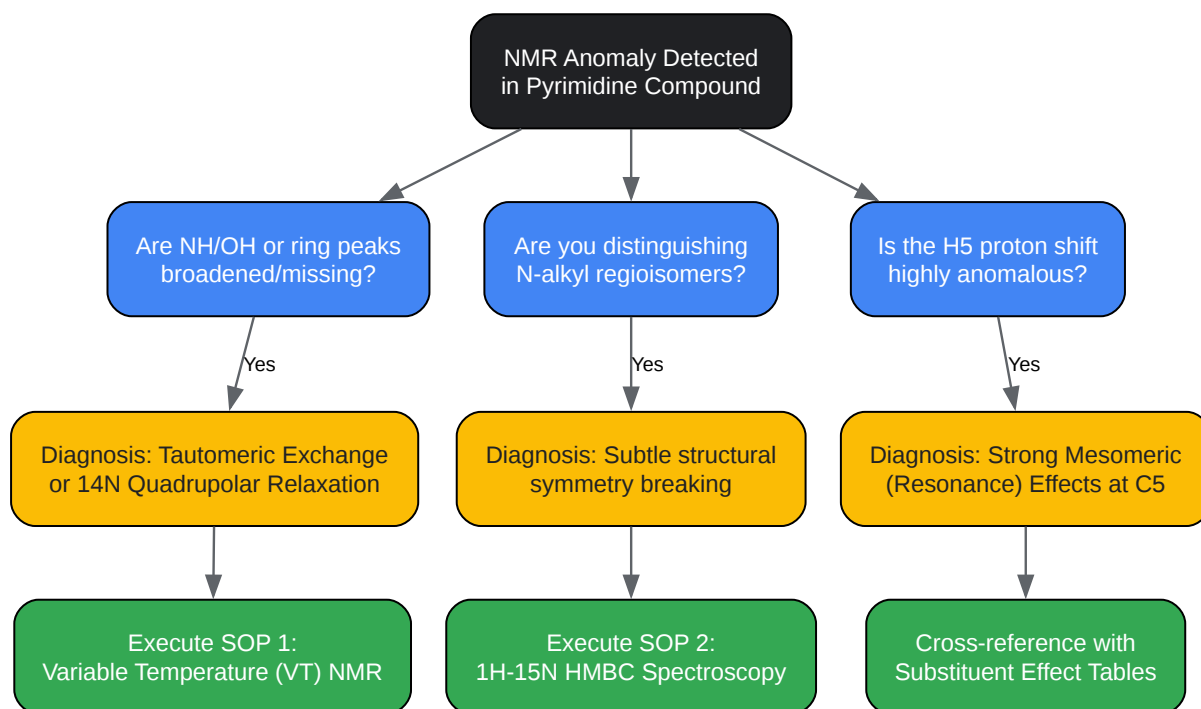 NMR Anomaly Detected
in Pyrimidine Compound
Are NH/OH or ring peaks
broadened/missing?
Are you distinguishing
N-alkyl regioisomers?
Is the H5 proton shift
highly anomalous?
Yes
Yes
Yes
Diagnosis: Tautomeric Exchange
or 14N Quadrupolar Relaxation
Diagnosis: Subtle structural
symmetry breaking
Diagnosis: Strong Mesomeric
(Resonance) Effects at C5
Execute SOP 1:
Variable Temperature (VT) NMR
Execute SOP 2:
1H-15N HMBC Spectroscopy
Cross-reference with
Substituent Effect Tables